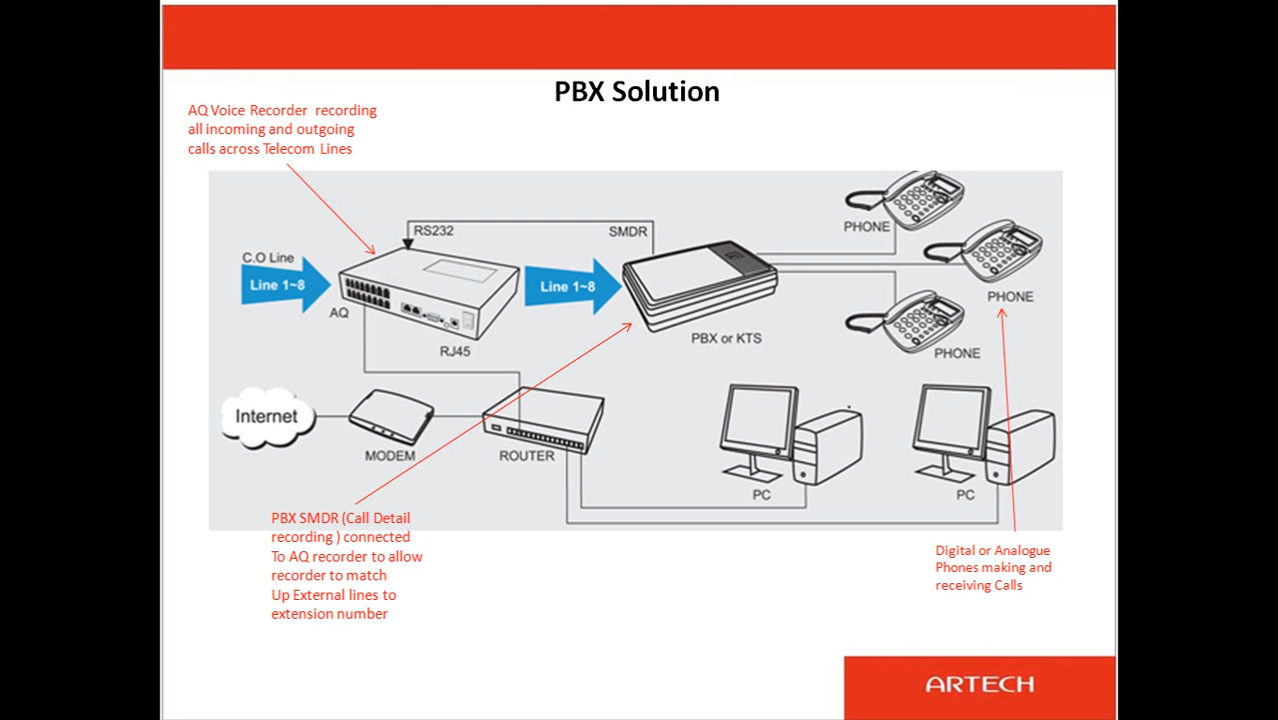 PBX Solution
AQ Voice Recorder recording
all incoming and outgoing
calls across Telecom Lines
RS232
SMDR
PHONE
C.O Line
Line 1~8
Line 1~8
PHONE
AQ
PBX or KTS
RJ45
PHONE
Internet
MODEM
ROUTER
PC
PC
PBX SMDR (Call Detail
recording ) connected
To AQ recorder to allow
recorder to match
Up External lines to
extension number
Digital or Analogue
Phones making and
receiving Calls
ARTECH